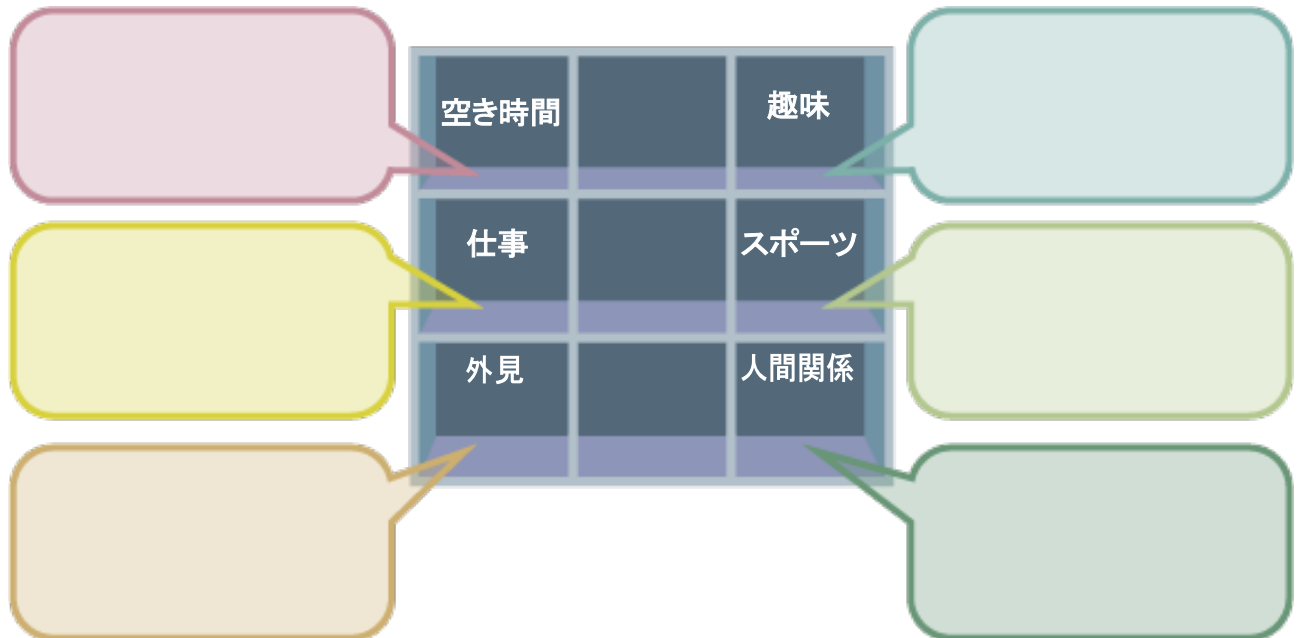 空き時間
趣味
仕事
スポーツ
外見
人間関係